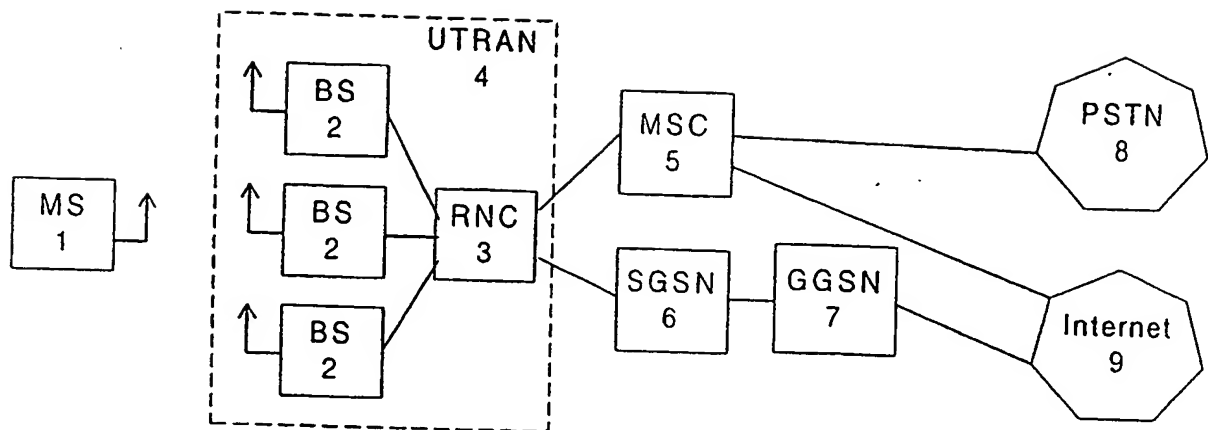 UTRAN
4
BS
2
BS
2
BS
2
MS
1
RNC
3
MSC
5
SGSN
6
GGSN
7
PSTN
8
Internet
9